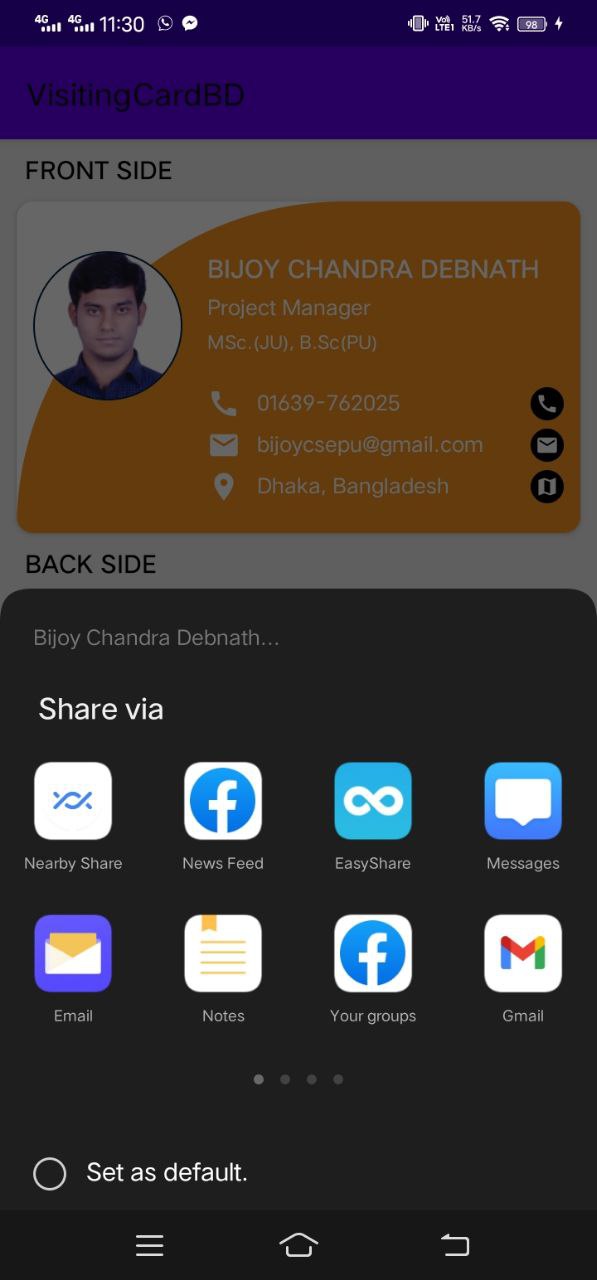 4G 4G 11:30 Vo)) LTE1 51.7 KB/s 98
VisitingCardBD
FRONT SIDE
BIJOY CHANDRA DEBNATH
Project Manager
MSc.(JU), B.Sc(PU)
01639-762025
bijoycsepu@gmail.com
Dhaka, Bangladesh
BACK SIDE
Bijoy Chandra Debnath...
Share via
Nearby Share News Feed EasyShare Messages
Email Notes Your groups Gmail
Set as default.